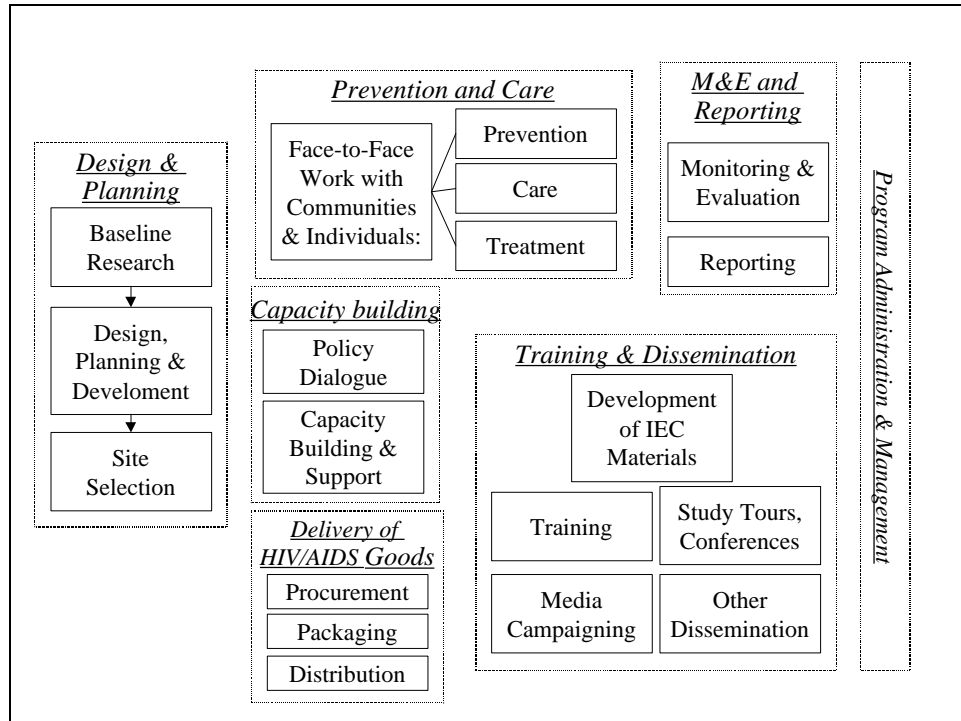 Design &
Planning
Baseline
Research
Design,
Planning &
Develoment
Site
Selection
Prevention and Care
Face-to-Face
Work with
Communities
& Individuals:
Prevention
Care
Treatment
Capacity building
Policy
Dialogue
Capacity
Building &
Support
Delivery of
HIV/AIDS Goods
Procurement
Packaging
Distribution
M&E and
Reporting
Monitoring &
Evaluation
Reporting
Training & Dissemination
Development
of IEC
Materials
Training
Study Tours,
Conferences
Media
Campaigning
Other
Dissemination
Program Administration & Management